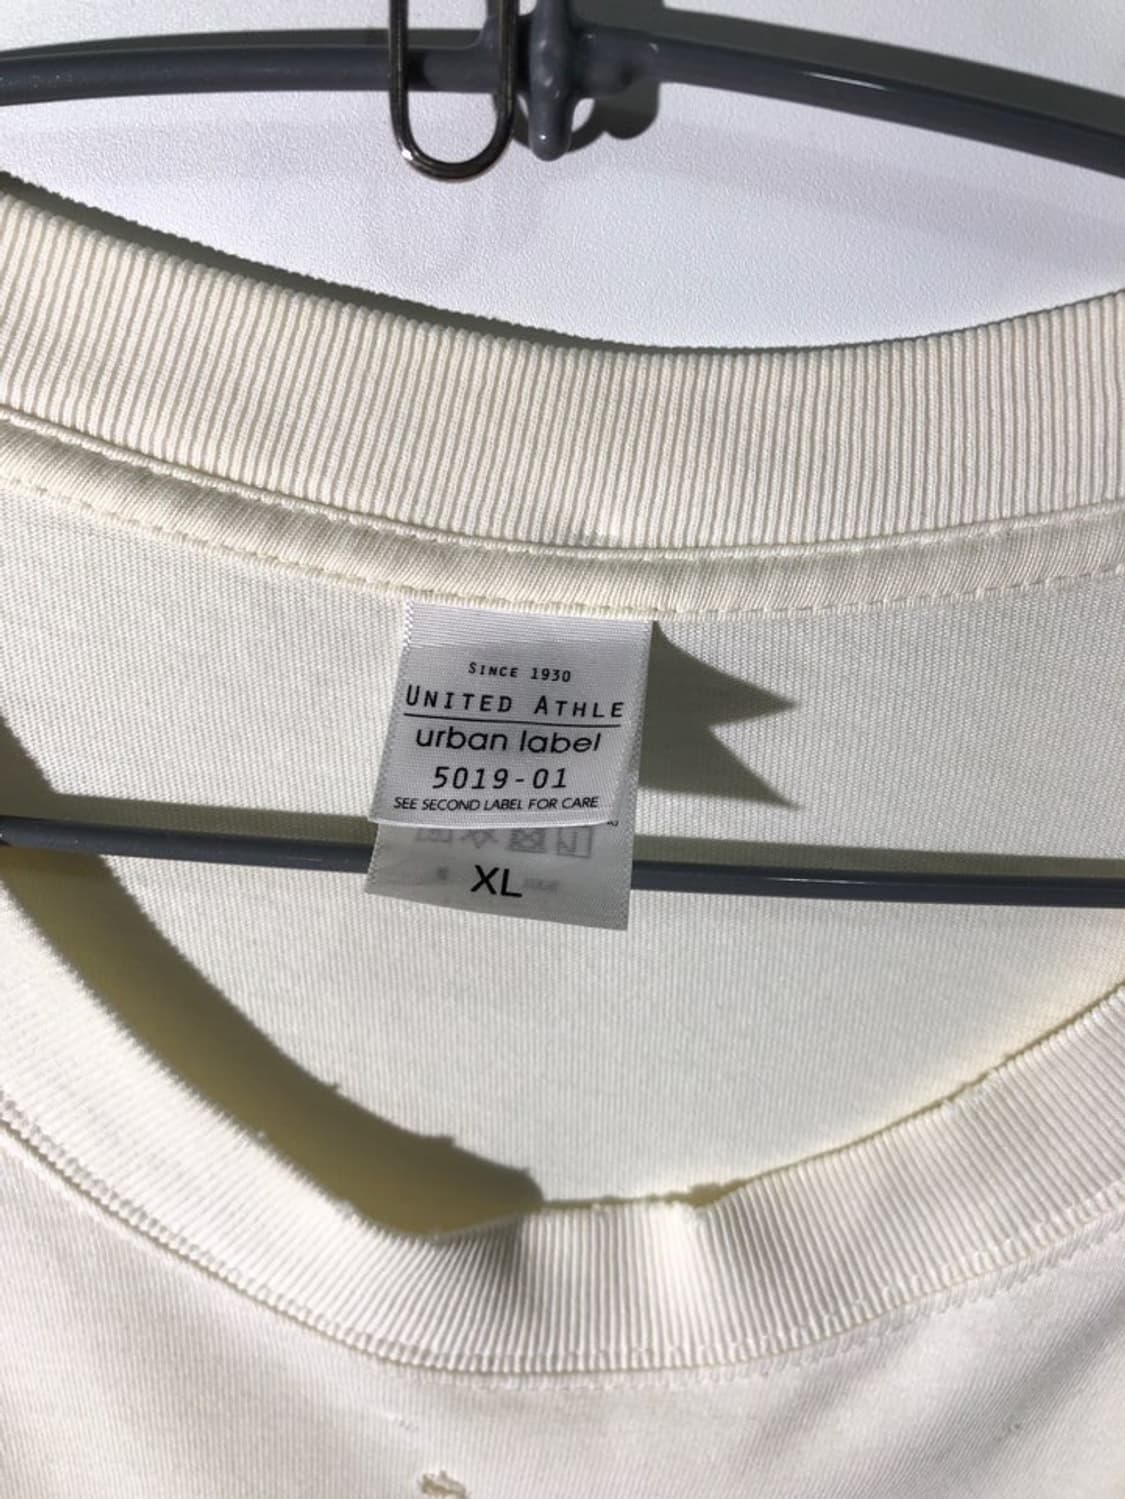 SINCE 1930
UNITED ATHLE
urban label
5019-01
SEE SECOND LABEL FOR CARE
XL